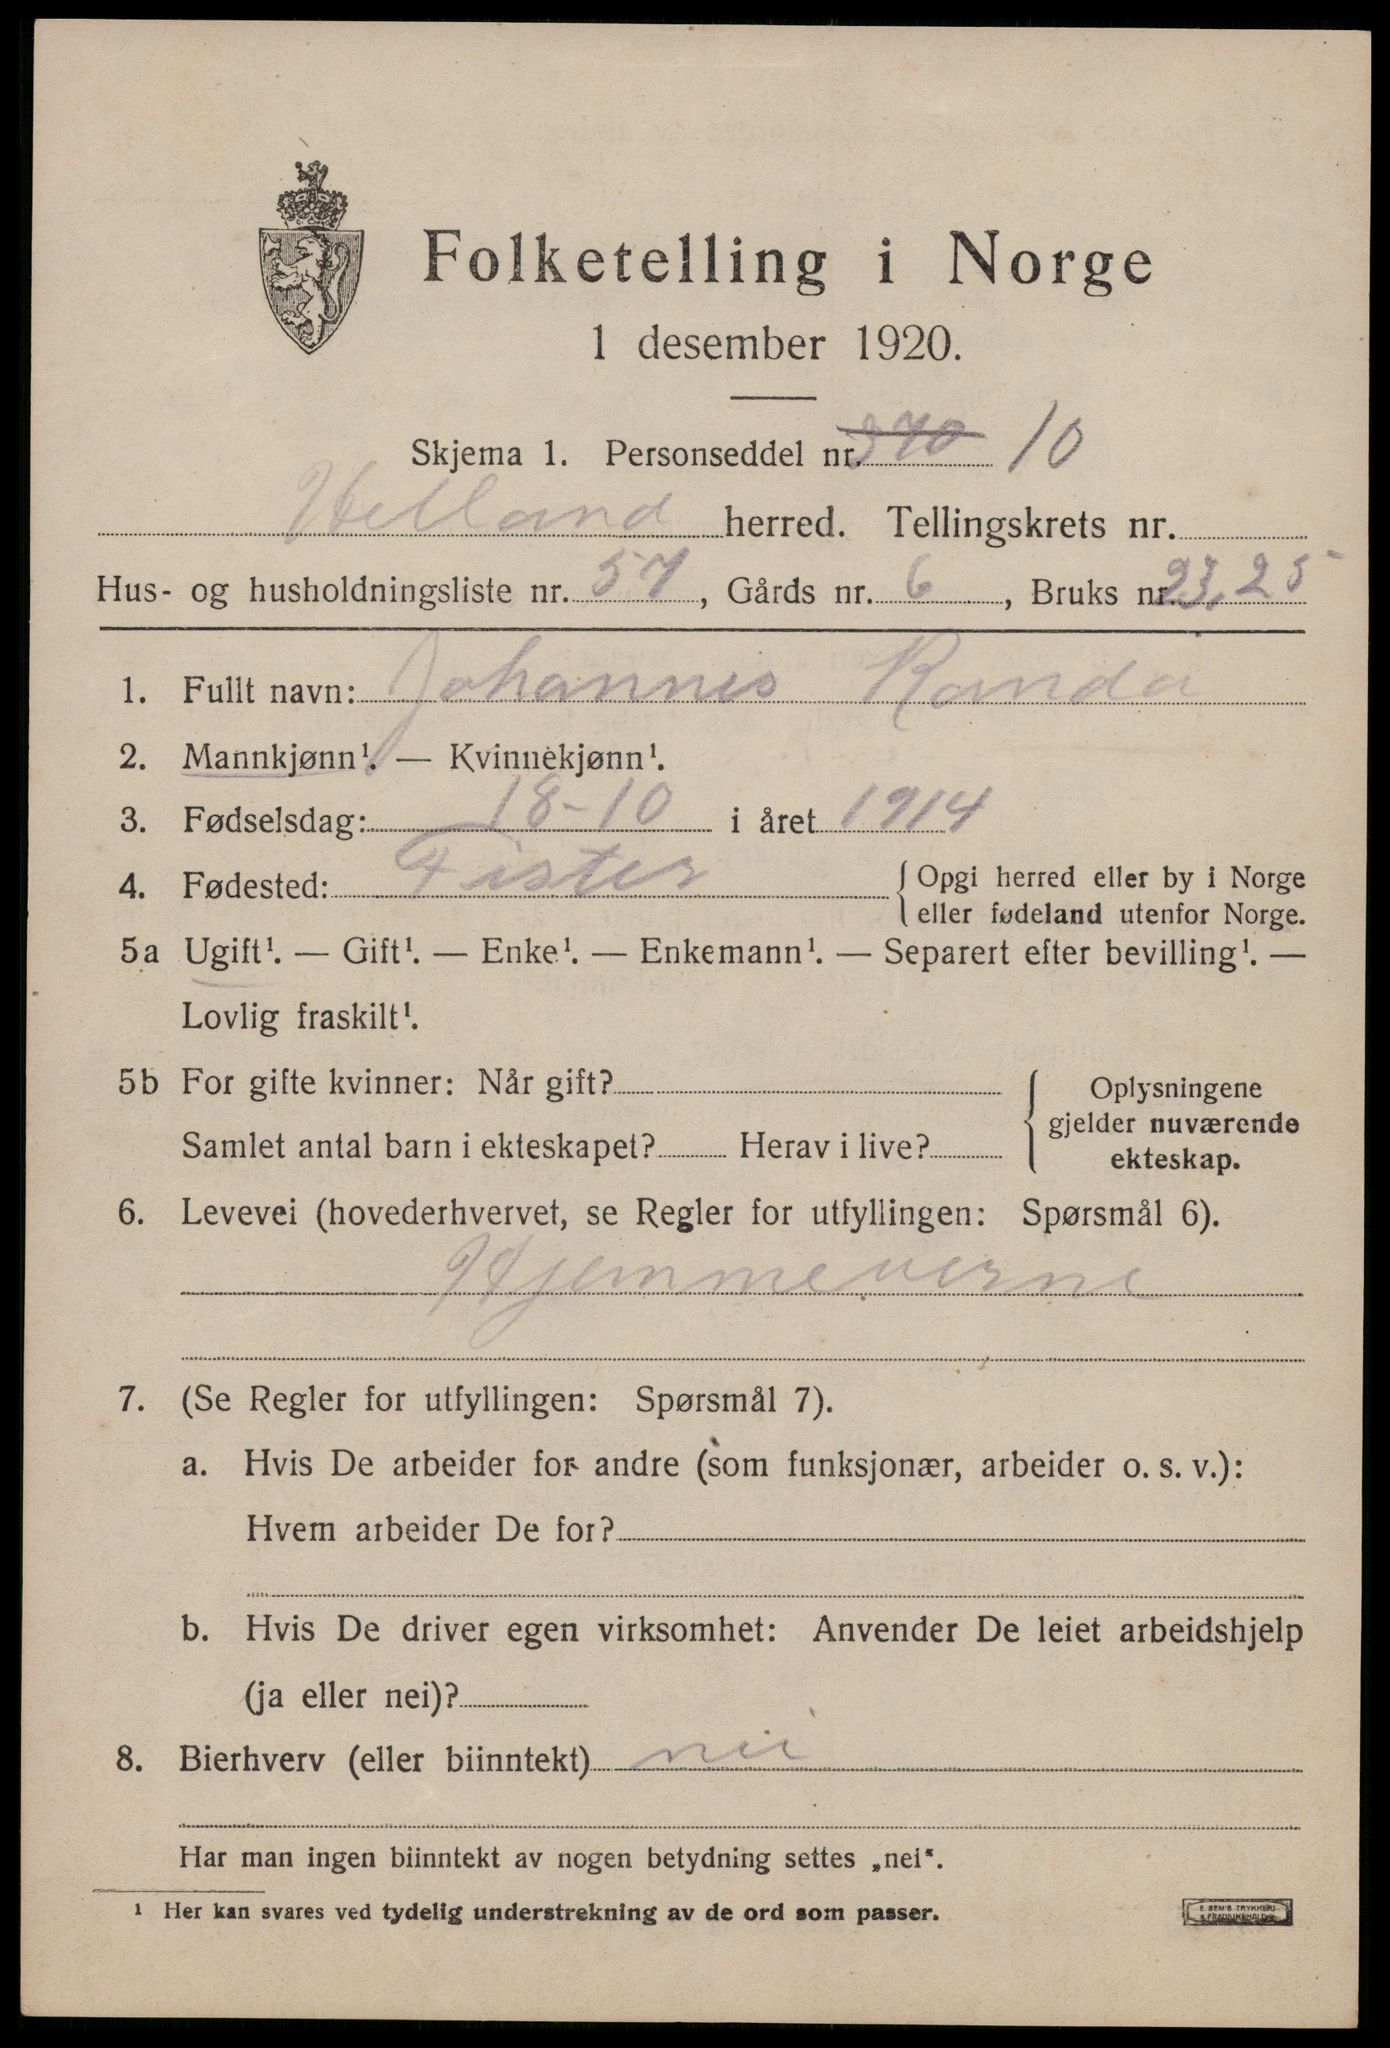 Folketelling i Norge
1 desember 1920.
Skjema 1. Personseddel nr. 370 10
Helland herred. Tellingskrets nr.
Hus- og husholdningsliste nr. 57, Gårds nr. 6, Bruks nr. 23,25
1. Fullt navn: Johannes Randa
2. Mannkjønn¹. — Kvinnekjønn¹.
3. Fødselsdag: 18-10 i året 1914
4. Fødested: Fister { Opgi herred eller by i Norge
eller fødeland utenfor Norge.
5a Ugift¹. — Gift¹. — Enke¹. — Enkemann¹. — Separert efter bevilling¹. —
Lovlig fraskilt¹.
5b For gifte kvinner: Når gift? { Oplysningene
gjelder nuværende
Samlet antal barn i ekteskapet? Herav i live? ekteskap.
6. Levevei (hovederhvervet, se Regler for utfyllingen: Spørsmål 6).
Hjemmeverne
7. (Se Regler for utfyllingen: Spørsmål 7).
a. Hvis De arbeider for andre (som funksjonær, arbeider o. s. v.):
Hvem arbeider De for?
b. Hvis De driver egen virksomhet: Anvender De leiet arbeidshjelp
(ja eller nei)?
8. Bierhverv (eller biinntekt) nei
Har man ingen biinntekt av nogen betydning settes „nei“.
¹ Her kan svares ved tydelig understrekning av de ord som passer.
E. SEM'S TRYKKERI
FREDRIKSHALD